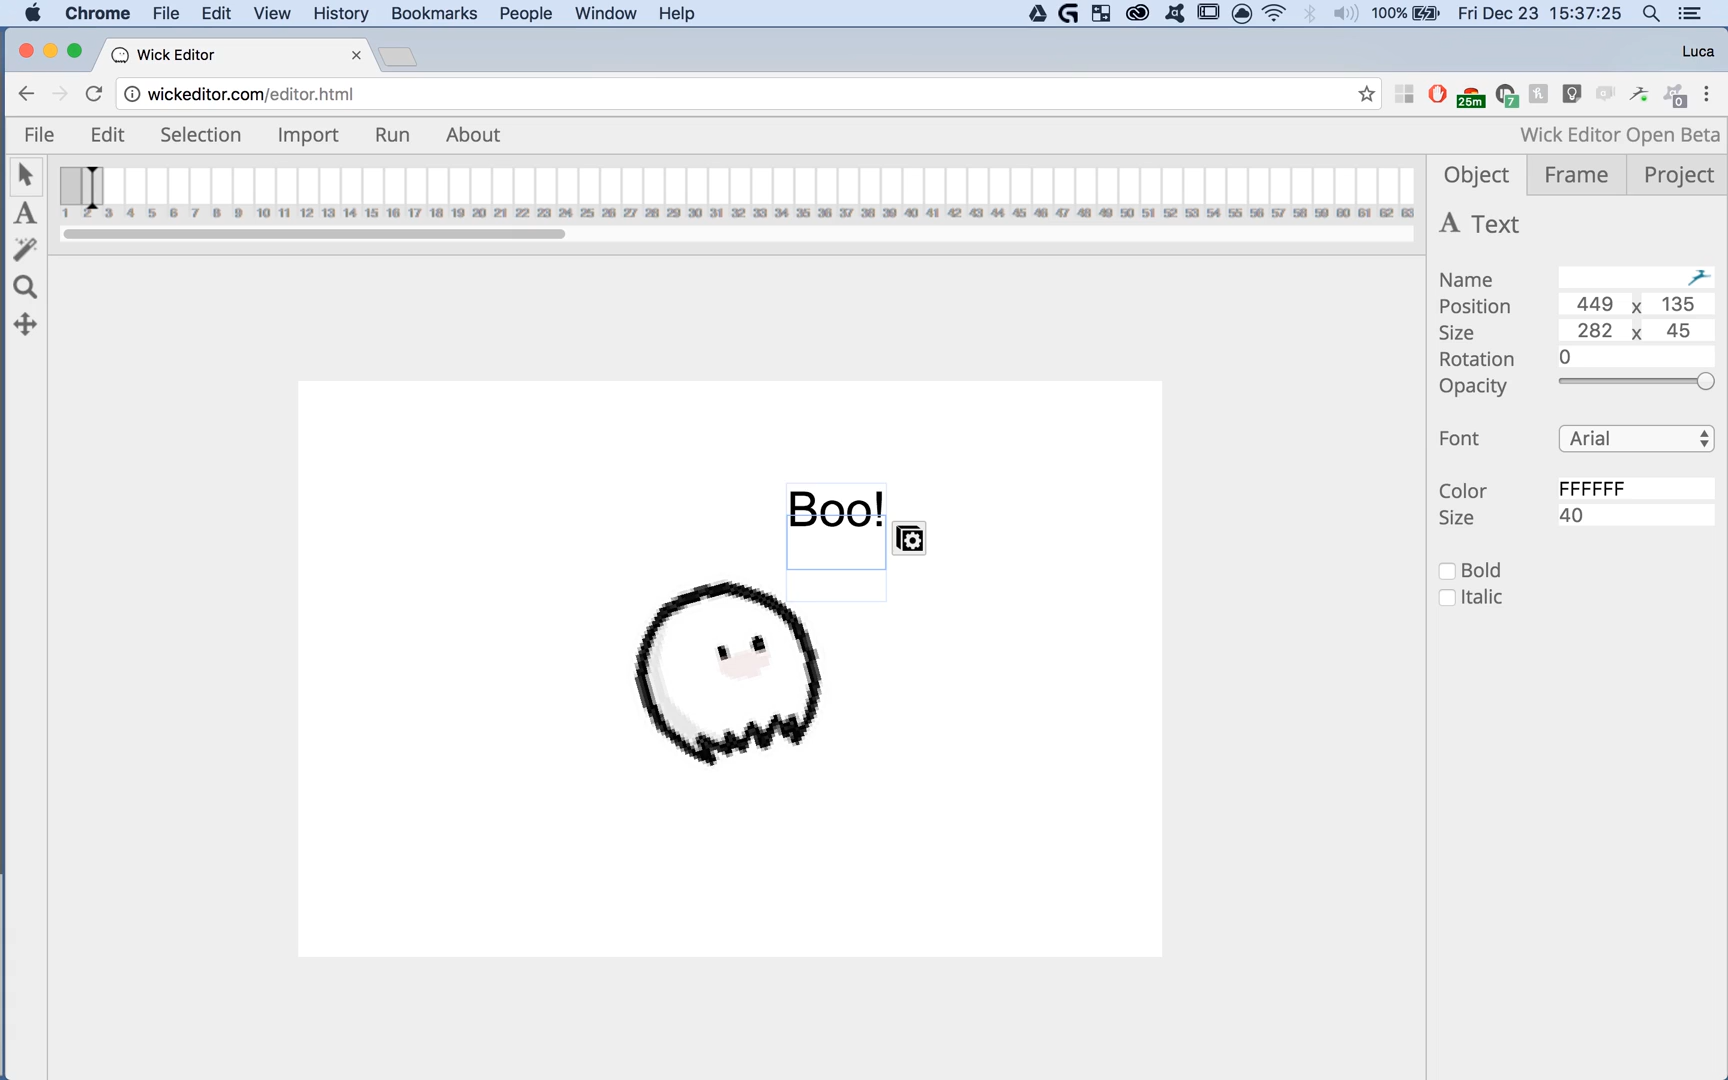 Chrome File Edit View History Bookmarks People Window Help 100% Fri Dec 23 15:37:25
Wick Editor Luca
wickeditor.com/editor.html 25m 7 0
File Edit Selection Import Run About Wick Editor Open Beta
Object Frame Project
1 2 3 4 5 6 7 8 9 10 11 12 13 14 15 16 17 18 19 20 21 22 23 24 25 26 27 28 29 30 31 32 33 34 35 36 37 38 39 40 41 42 43 44 45 46 47 48 49 50 51 52 53 54 55 56 57 58 59 60 61 62 63
A Text
Name
Position 449 x 135
Size 282 x 45
Rotation 0
Opacity
Font Arial
Color FFFFFF
Size 40
Bold
Italic
Boo!